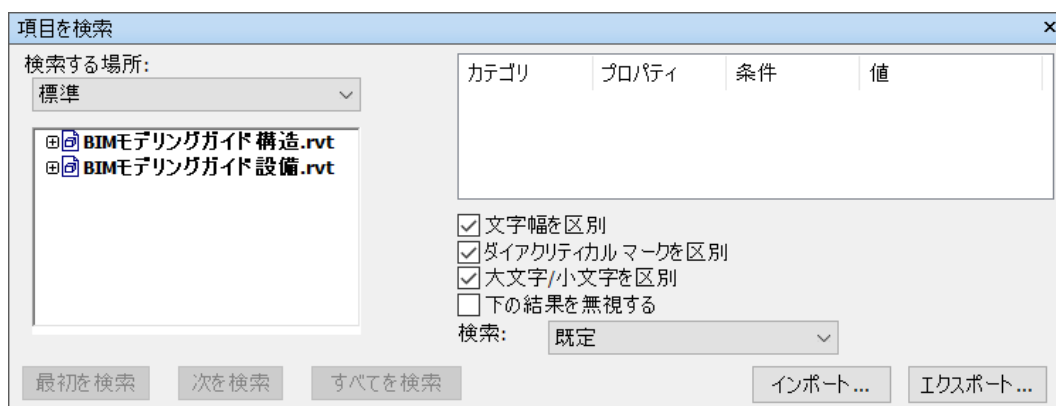 項目を検索
×
検索する場所:
標準
BIMモデリングガイド 構造.rvt
BIMモデリングガイド 設備.rvt
カテゴリ プロパティ 条件 値
文字幅を区別
ダイアクリティカル マークを区別
大文字/小文字を区別
下の結果を無視する
検索: 既定
最初を検索 次を検索 すべてを検索 インポート... エクスポート...